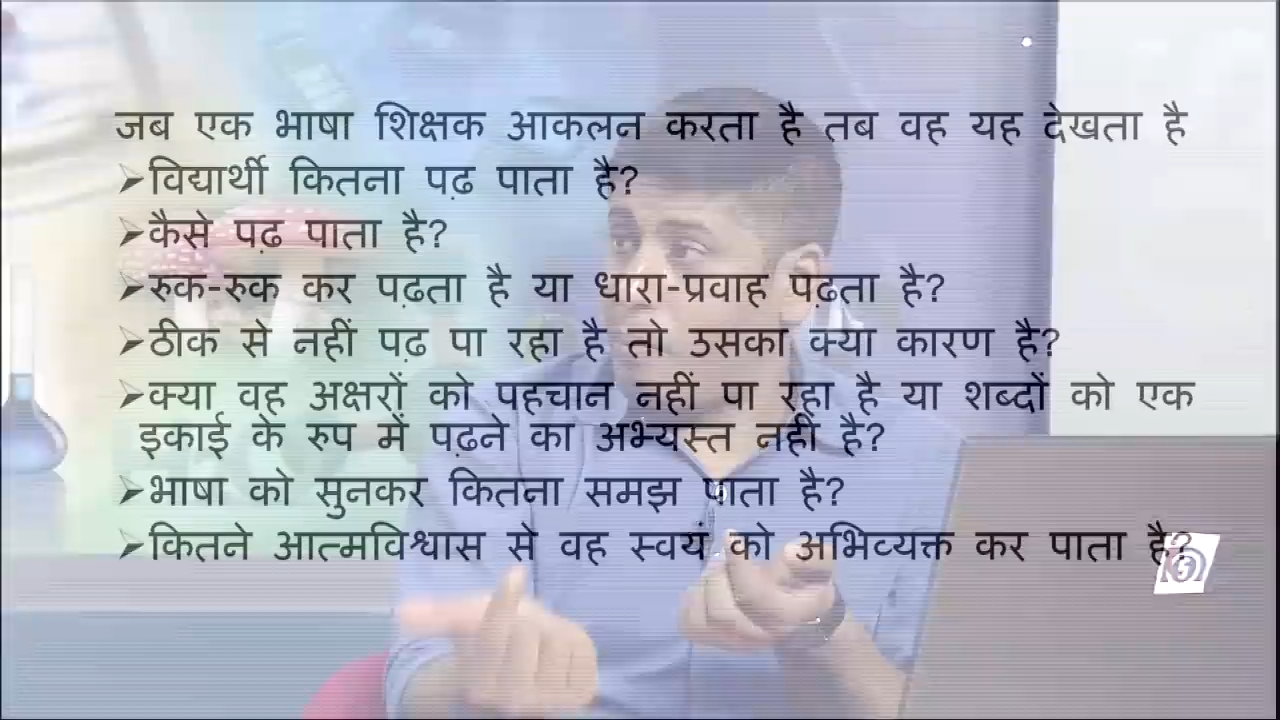 जब एक भाषा शिक्षक आकलन करता है तब वह यह देखता है
➢विद्यार्थी कितना पढ़ पाता है?
➢कैसे पढ़ पाता है?
➢रुक-रुक कर पढ़ता है या धारा-प्रवाह पढ़ता है?
➢ठीक से नहीं पढ़ पा रहा है तो उसका क्या कारण है?
➢क्या वह अक्षरों को पहचान नहीं पा रहा है या शब्दों को एक
इकाई के रुप में पढ़ने का अभ्यस्त नहीं है?
➢भाषा को सुनकर कितना समझ पाता है?
➢कितने आत्मविश्वास से वह स्वयं को अभिव्यक्त कर पाता है?